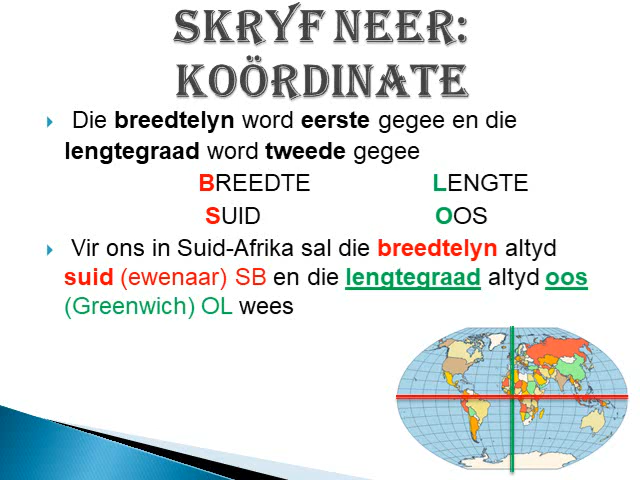 SKRYF NEER:
KOÖRDINATE
Die breedtelyn word eerste gegee en die
lengtegraad word tweede gegee
BREEDTE LENGTE
SUID OOS
Vir ons in Suid-Afrika sal die breedtelyn altyd
suid (ewenaar) SB en die lengtegraad altyd oos
(Greenwich) OL wees